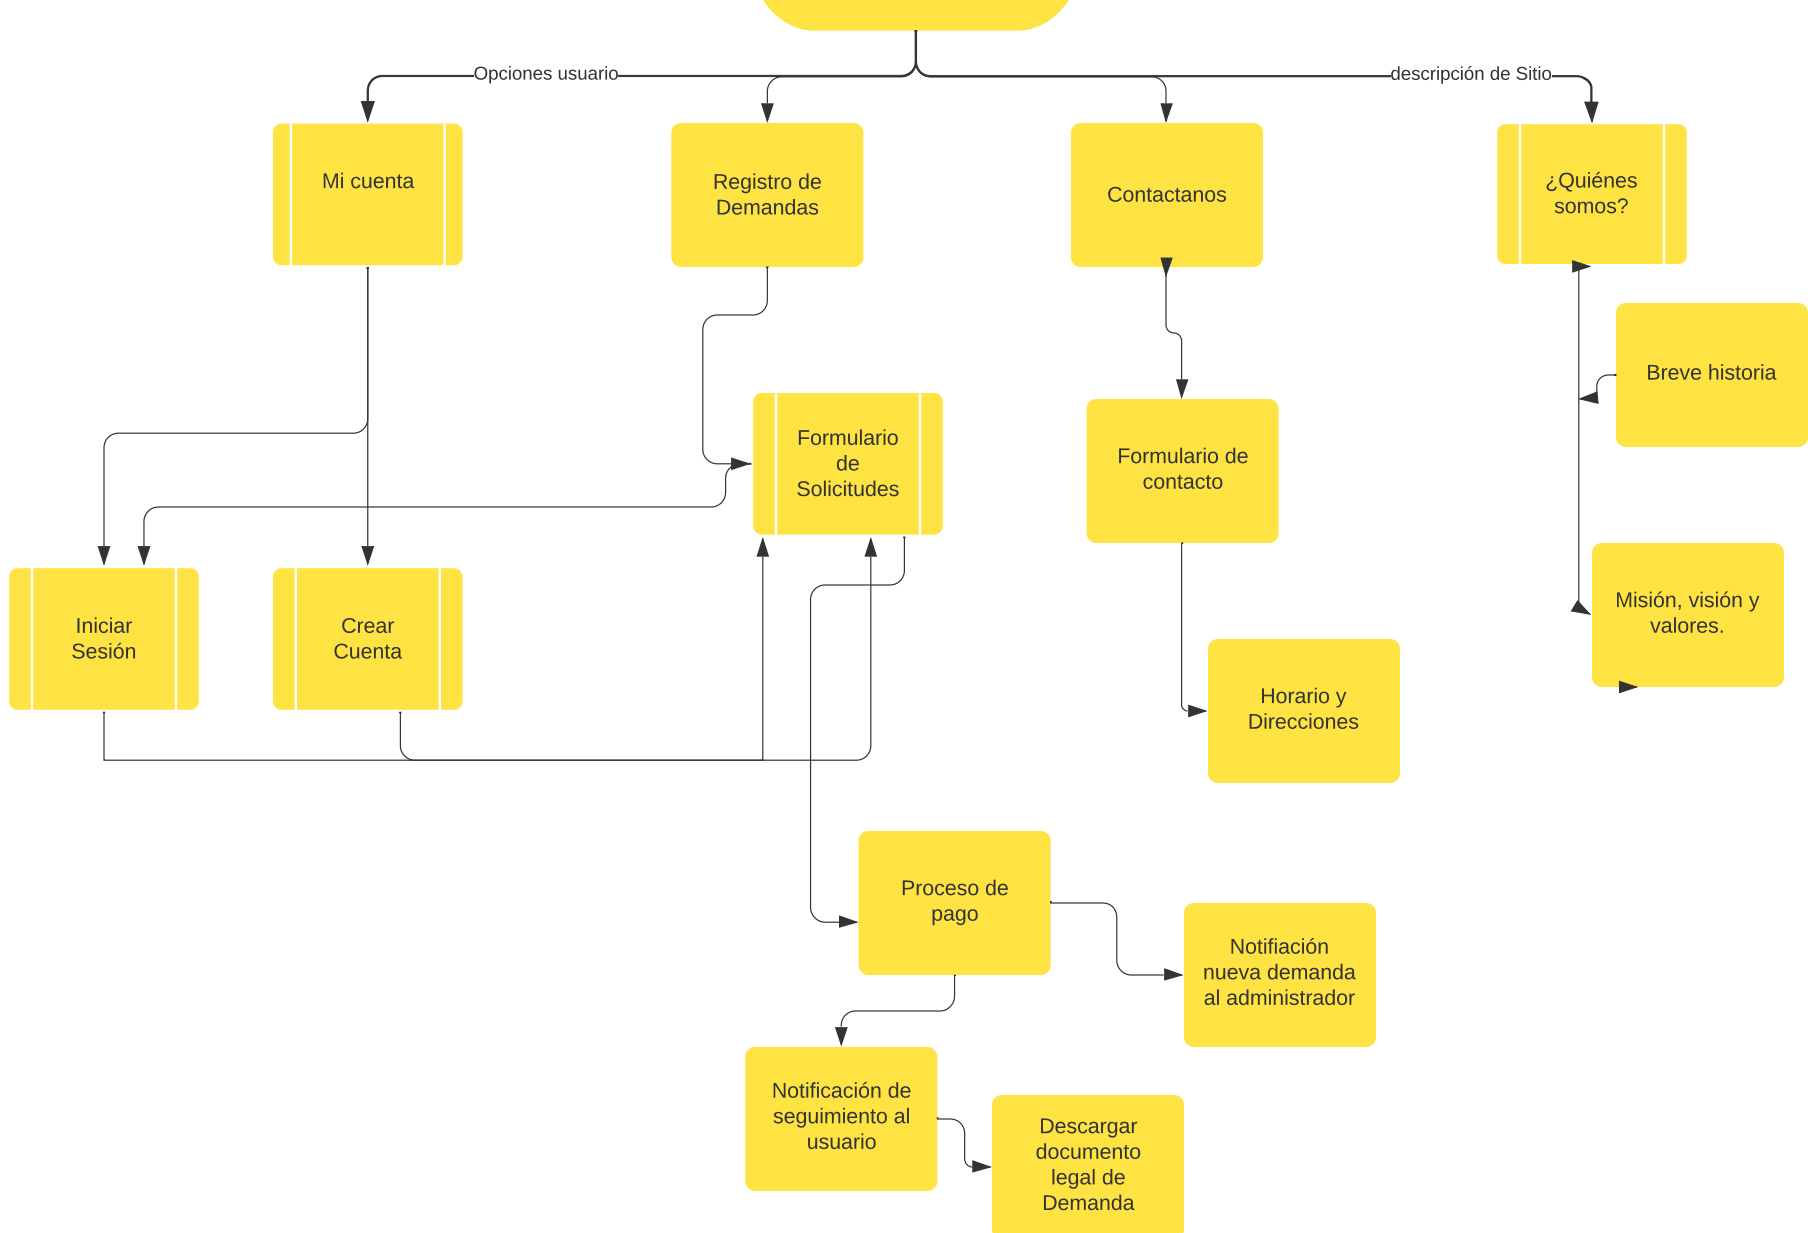 Opciones usuario
descripción de Sitio
Mi cuenta
Registro de
Demandas
Contactanos
¿Quiénes
somos?
Breve historia
Formulario
de
Solicitudes
Formulario de
contacto
Iniciar
Sesión
Crear
Cuenta
Misión, visión y
valores.
Horario y
Direcciones
Proceso de
pago
Notifiación
nueva demanda
al administrador
Notificación de
seguimiento al
usuario
Descargar
documento
legal de
Demanda